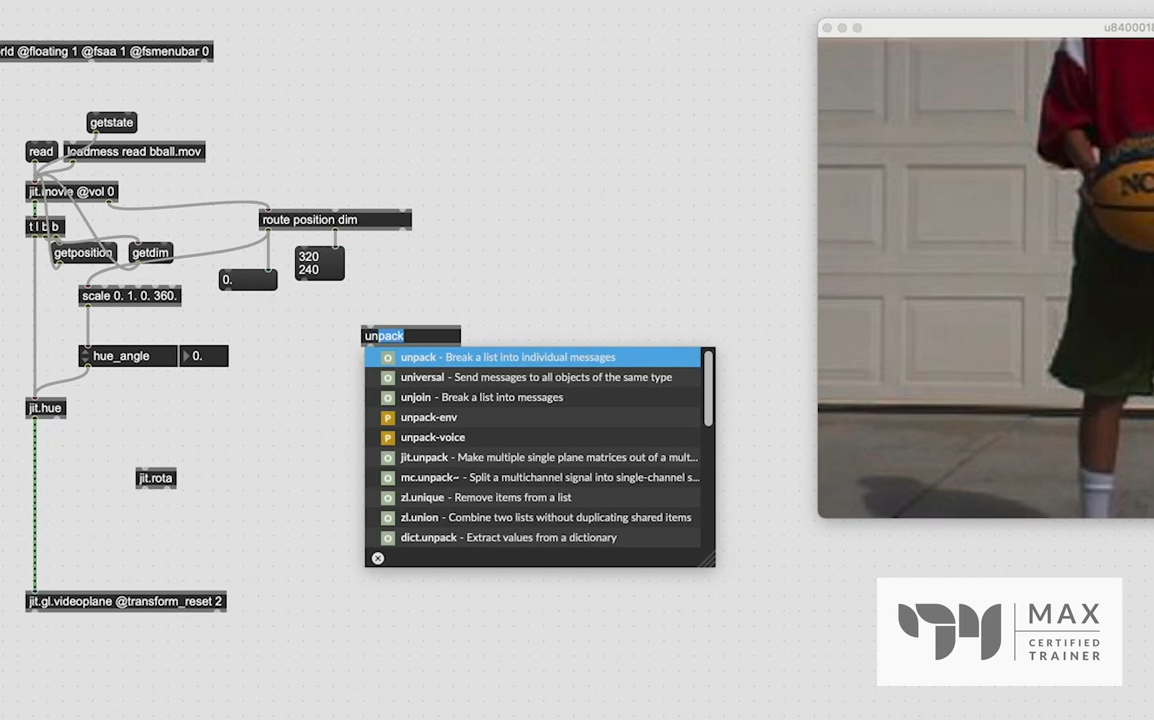 rld @floating 1 @fsaa 1 @fsmenubar 0
u8400018
getstate
read
loadmess read bball.mov
jit.movie @vol 0
t l b b
route position dim
getposition
getdim
0.
320
240
scale 0. 1. 0. 360.
unpack
hue_angle
0.
unpack - Break a list into individual messages
universal - Send messages to all objects of the same type
unjoin - Break a list into messages
unpack-env
unpack-voice
jit.unpack - Make multiple single plane matrices out of a mult...
mc.unpack~ - Split a multichannel signal into single-channel s...
zl.unique - Remove items from a list
zl.union - Combine two lists without duplicating shared items
dict.unpack - Extract values from a dictionary
O
O
O
P
P
O
O
O
O
O
jit.hue
jit.rota
jit.gl.videoplane @transform_reset 2
NC
MAX
CERTIFIED
TRAINER